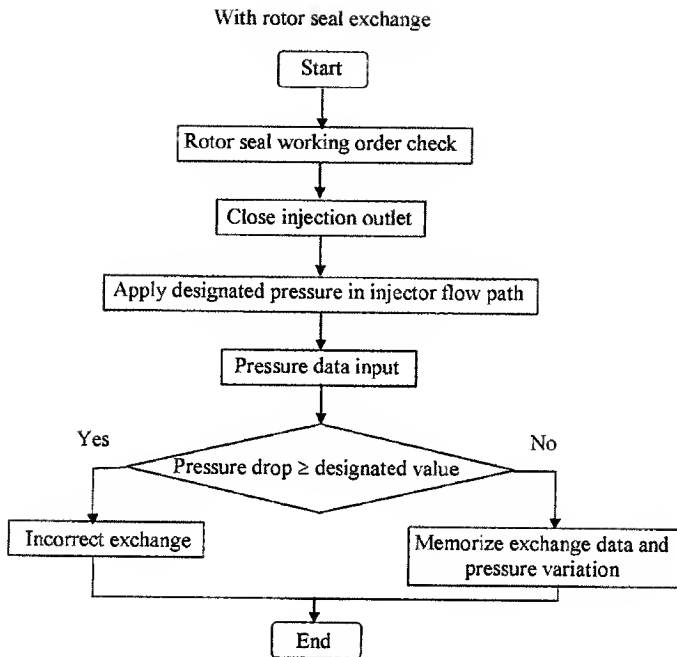 With rotor seal exchange
Start
Rotor seal working order check
Close injection outlet
Apply designated pressure in injector flow path
Pressure data input
Yes
No
Pressure drop ≥ designated value
Incorrect exchange
Memorize exchange data and
pressure variation
End